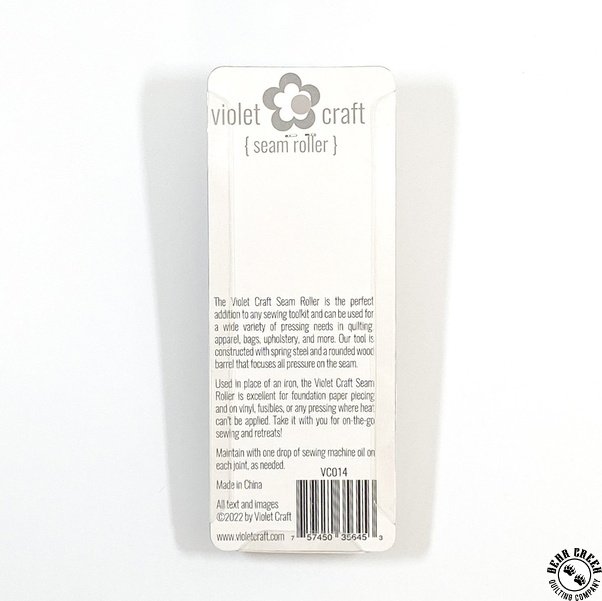 violet craft
{ seam roller }
The Violet Craft Seam Roller is the perfect
addition to any sewing toolkit and can be used for
a wide variety of pressing needs in quilting,
apparel, bags, upholstery, and more. Our tool is
constructed with spring steel and a rounded wood
barrel that focuses all pressure on the seam.
Used in place of an iron, the Violet Craft Seam
Roller is excellent for foundation paper piecing
and on vinyl, fusibles, or any pressing where heat
can't be applied. Take it with you for on-the-go
sewing and retreats!
Maintain with one drop of sewing machine oil on
each joint, as needed.
VC014
Made in China
All text and images
©2022 by Violet Craft
www.violetcraft.com
7 57450 35645 3
BEAR CREEK
QUILTING COMPANY